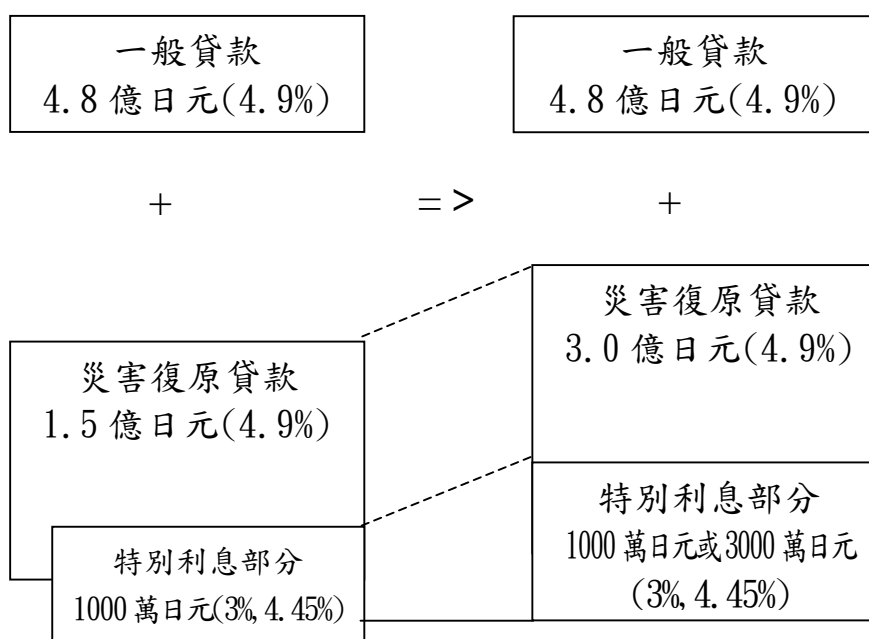 一般貸款
4.8 億日元(4.9%)
一般貸款
4.8 億日元(4.9%)
+
=>
+
災害復原貸款
1.5 億日元(4.9%)
特別利息部分
1000 萬日元(3%, 4.45%)
災害復原貸款
3.0 億日元(4.9%)
特別利息部分
1000 萬日元或 3000 萬日元
(3%, 4.45%)